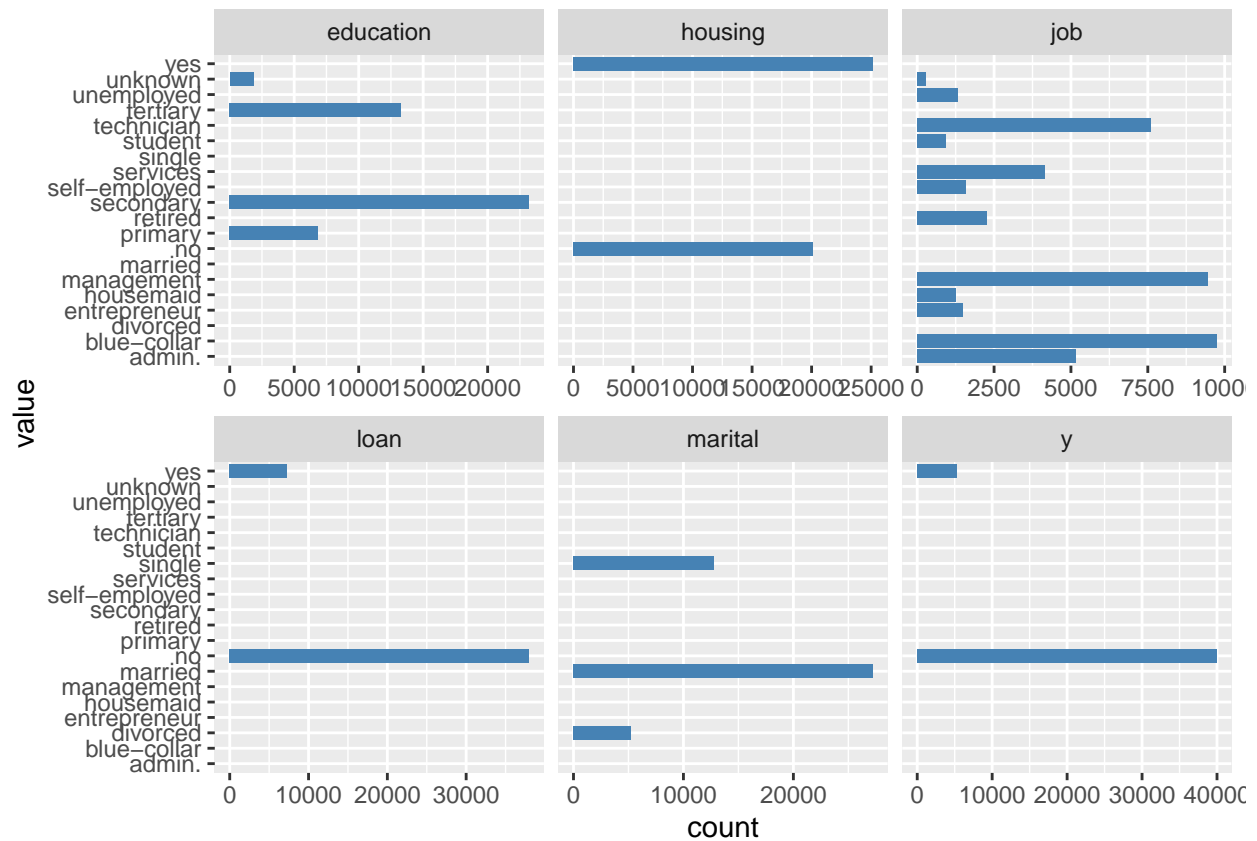 education housing job
yes
unknown
unemployed
tertiary
technician
student
single
services
self−employed
secondary
retired
primary
no
married
management
housemaid
entrepreneur
divorced
blue−collar
admin.
0 5000 10000 15000 20000 0 5000 10000 15000 20000 25000 0 2500 5000 7500 10000
value
loan marital y
yes
unknown
unemployed
tertiary
technician
student
single
services
self−employed
secondary
retired
primary
no
married
management
housemaid
entrepreneur
divorced
blue−collar
admin.
0 10000 20000 30000 0 10000 20000 0 10000 20000 30000 40000
count